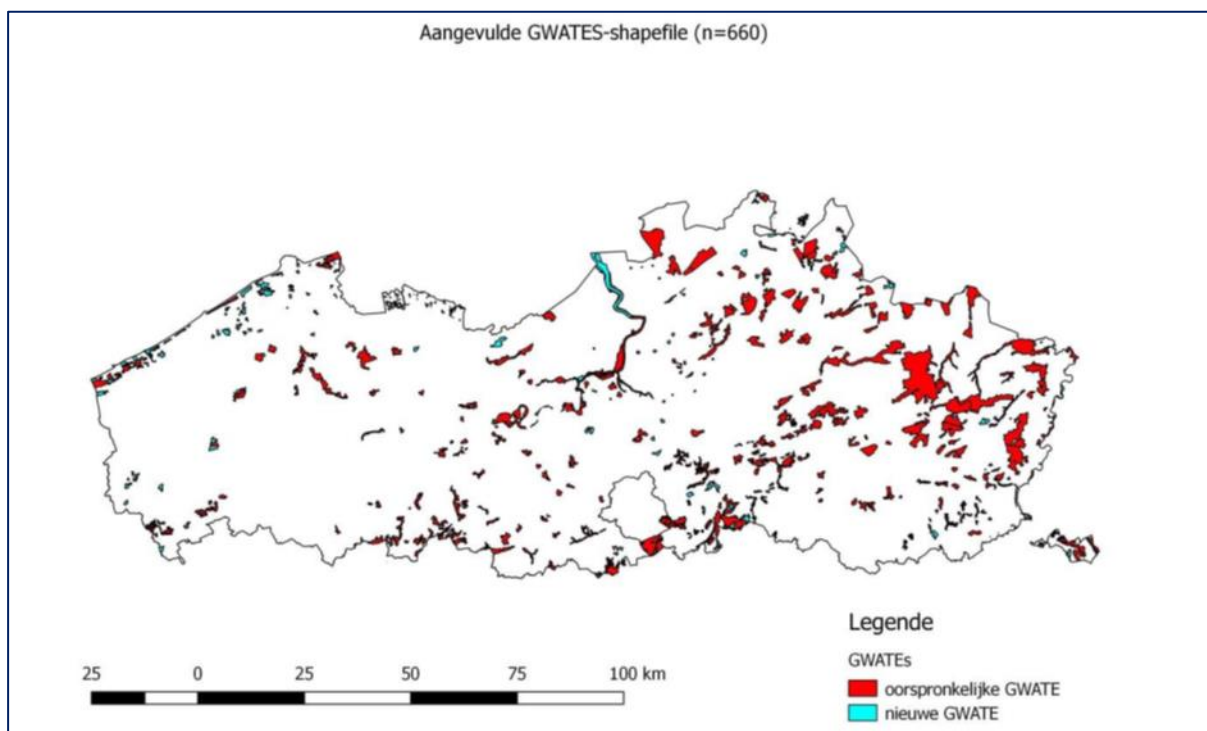 Aangevulde GWATES-shapefile (n=660)
25 0 25 50 75 100 km
Legende
GWATEs
oorspronkelijke GWATE
nieuwe GWATE